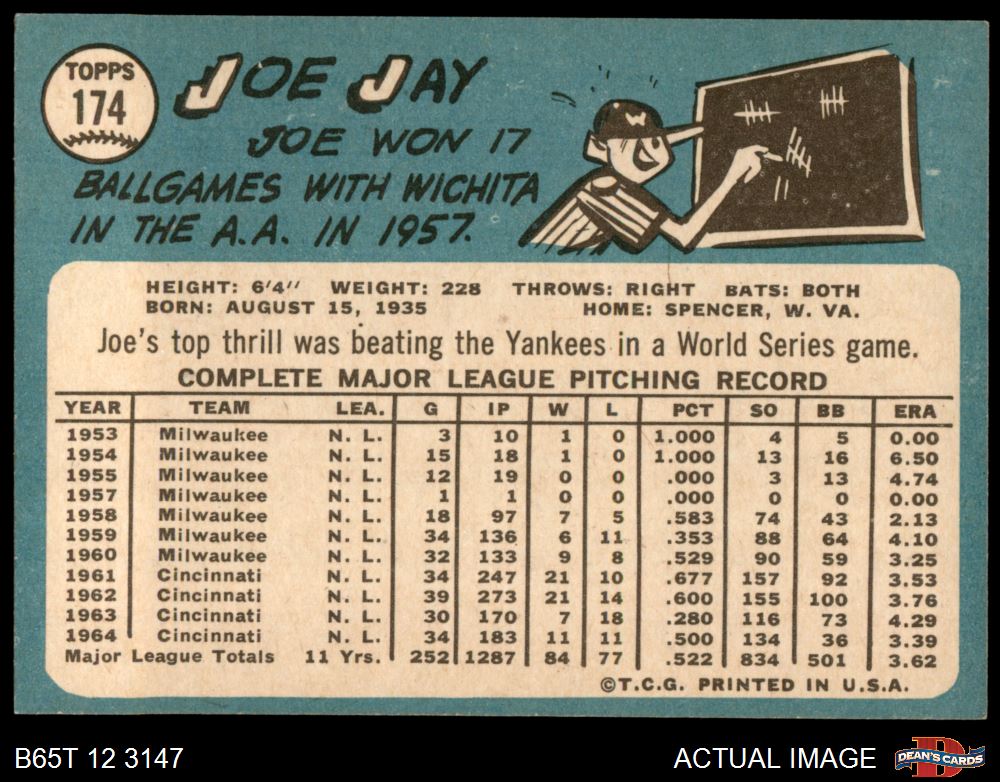 TOPPS
174
JOE JAY
JOE WON 17
BALLGAMES WITH WICHITA
IN THE A.A. IN 1957.
W
HEIGHT: 6'4" WEIGHT: 228 THROWS: RIGHT BATS: BOTH
BORN: AUGUST 15, 1935 HOME: SPENCER, W. VA.
Joe's top thrill was beating the Yankees in a World Series game.
COMPLETE MAJOR LEAGUE PITCHING RECORD
YEAR TEAM LEA. G IP W L PCT SO BB ERA
1953 Milwaukee N. L. 3 10 1 0 1.000 4 5 0.00
1954 Milwaukee N. L. 15 18 1 0 1.000 13 16 6.50
1955 Milwaukee N. L. 12 19 0 0 .000 3 13 4.74
1957 Milwaukee N. L. 1 1 0 0 .000 0 0 0.00
1958 Milwaukee N. L. 18 97 7 5 .583 74 43 2.13
1959 Milwaukee N. L. 34 136 6 11 .353 88 64 4.10
1960 Milwaukee N. L. 32 133 9 8 .529 90 59 3.25
1961 Cincinnati N. L. 34 247 21 10 .677 157 92 3.53
1962 Cincinnati N. L. 39 273 21 14 .600 155 100 3.76
1963 Cincinnati N. L. 30 170 7 18 .280 116 73 4.29
1964 Cincinnati N. L. 34 183 11 11 .500 134 36 3.39
Major League Totals 11 Yrs. 252 1287 84 77 .522 834 501 3.62
©T.C.G. PRINTED IN U.S.A.
B65T 12 3147 ACTUAL IMAGE D DEAN'S CARDS